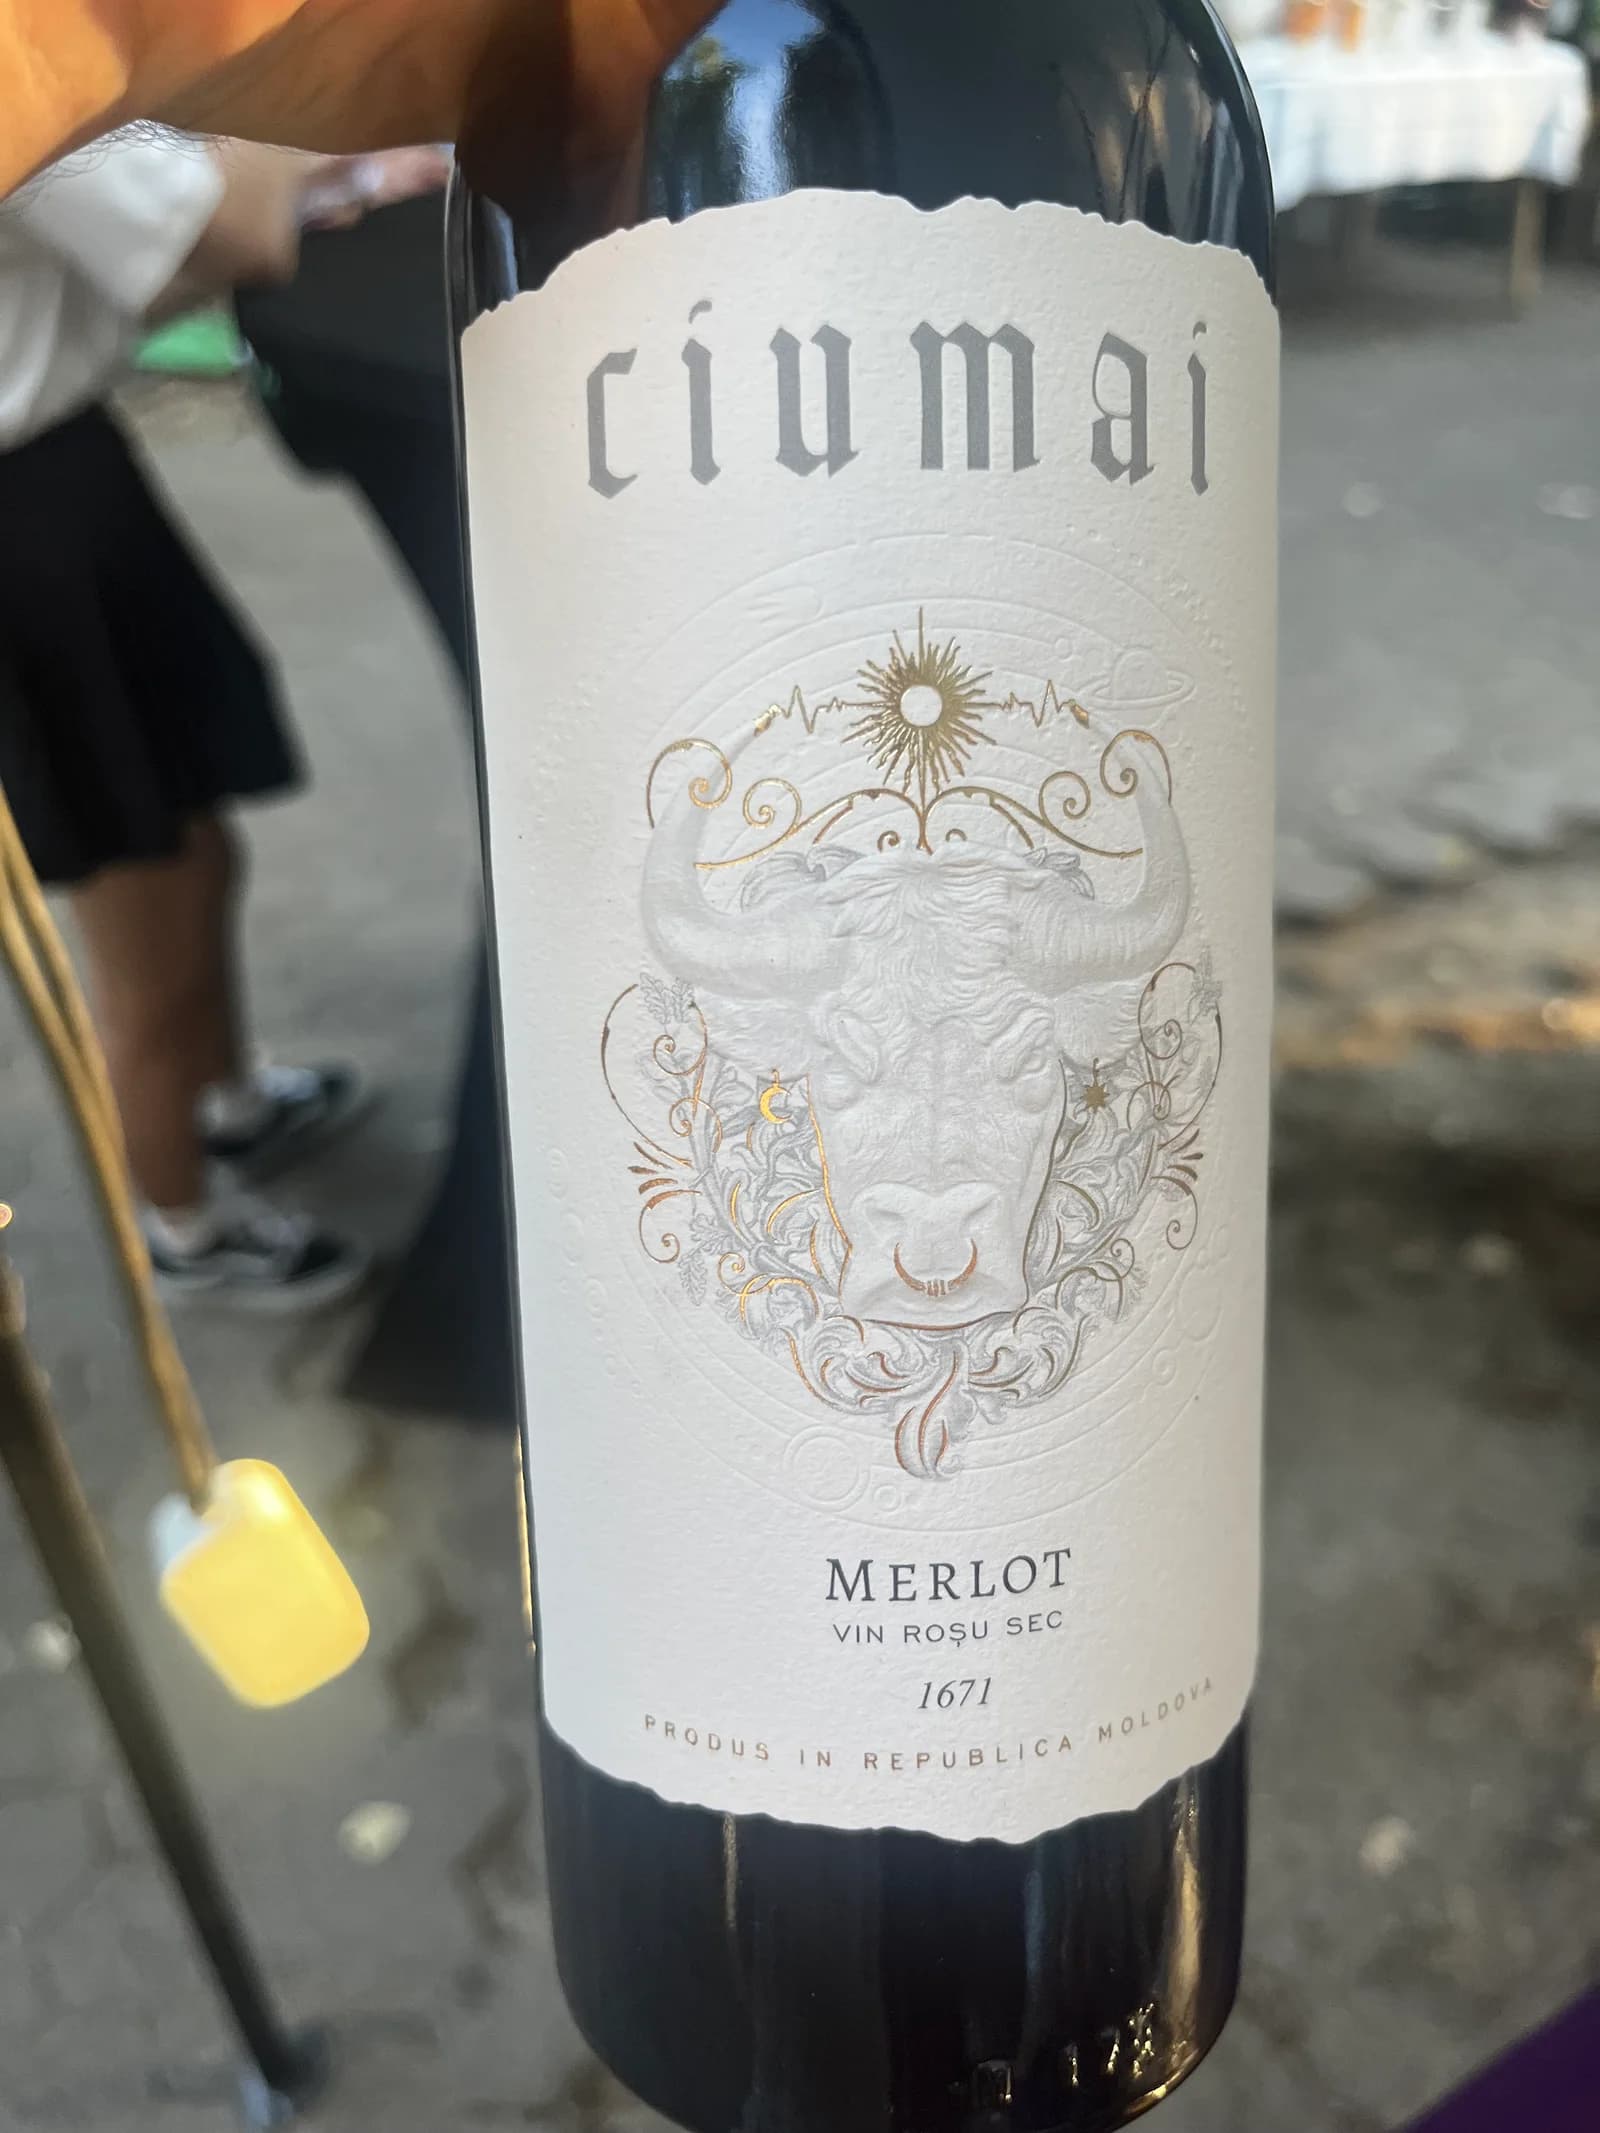 ciumai
MERLOT
VIN ROȘU SEC
1671
PRODUS IN REPUBLICA MOLDOVA